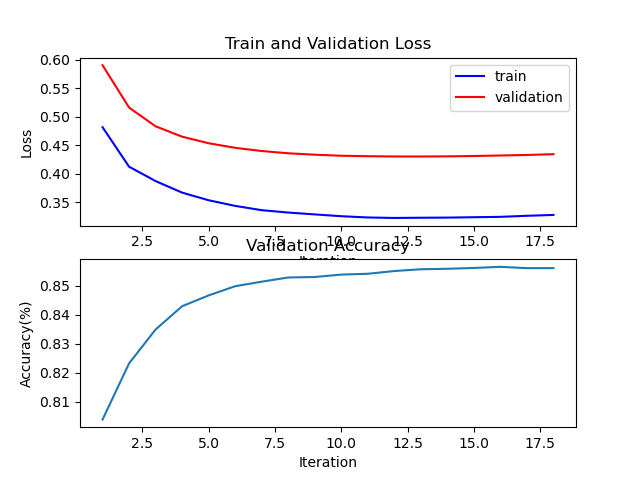 Train and Validation Loss
0.60
0.55
0.50
0.45
0.40
0.35
Loss
train
validation
2.5 5.0 7.5 10.0 12.5 15.0 17.5
Iteration
Validation Accuracy
0.85
0.84
0.83
0.82
0.81
Accuracy(%)
2.5 5.0 7.5 10.0 12.5 15.0 17.5
Iteration